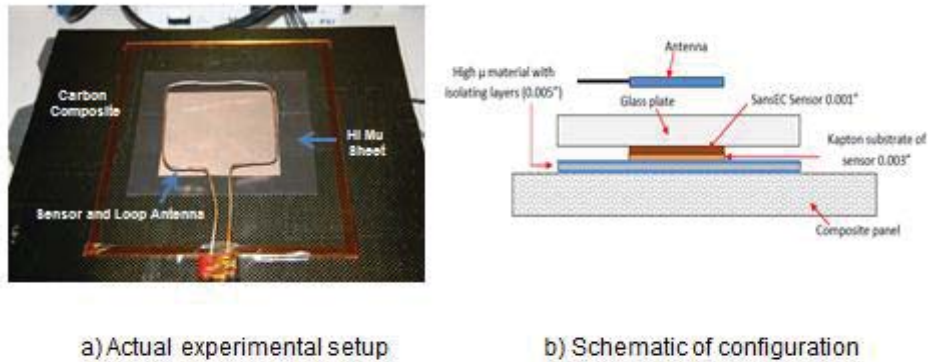 Carbon
Composite
Hi Mu
Sheet
Sensor and Loop Antenna
Antenna
High µ material with
isolating layers (0.005")
Glass plate
SansEC Sensor 0.001"
Kapton substrate of
sensor 0.003"
Composite panel
a) Actual experimental setup
b) Schematic of configuration